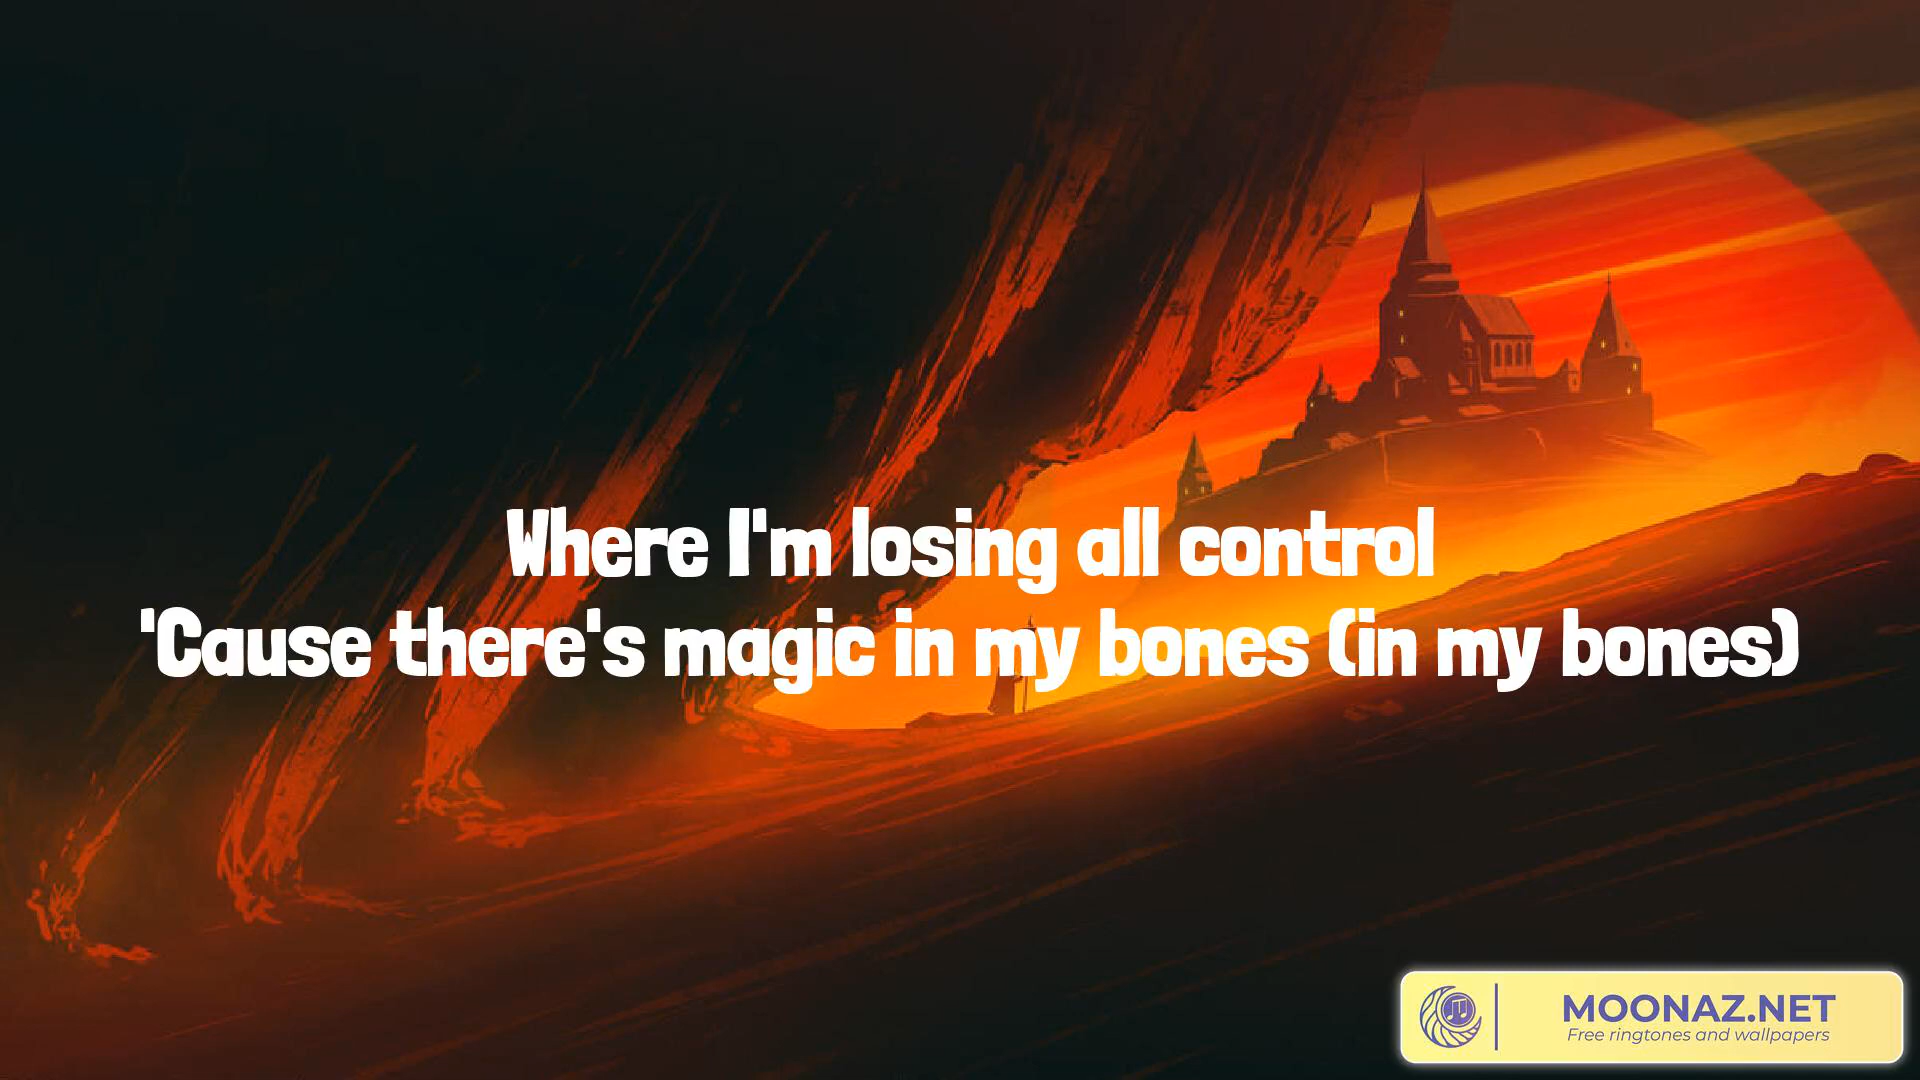 Where I'm losing all control
'Cause there's magic in my bones (in my bones)
MOONAZ.NET
Free ringtones and wallpapers